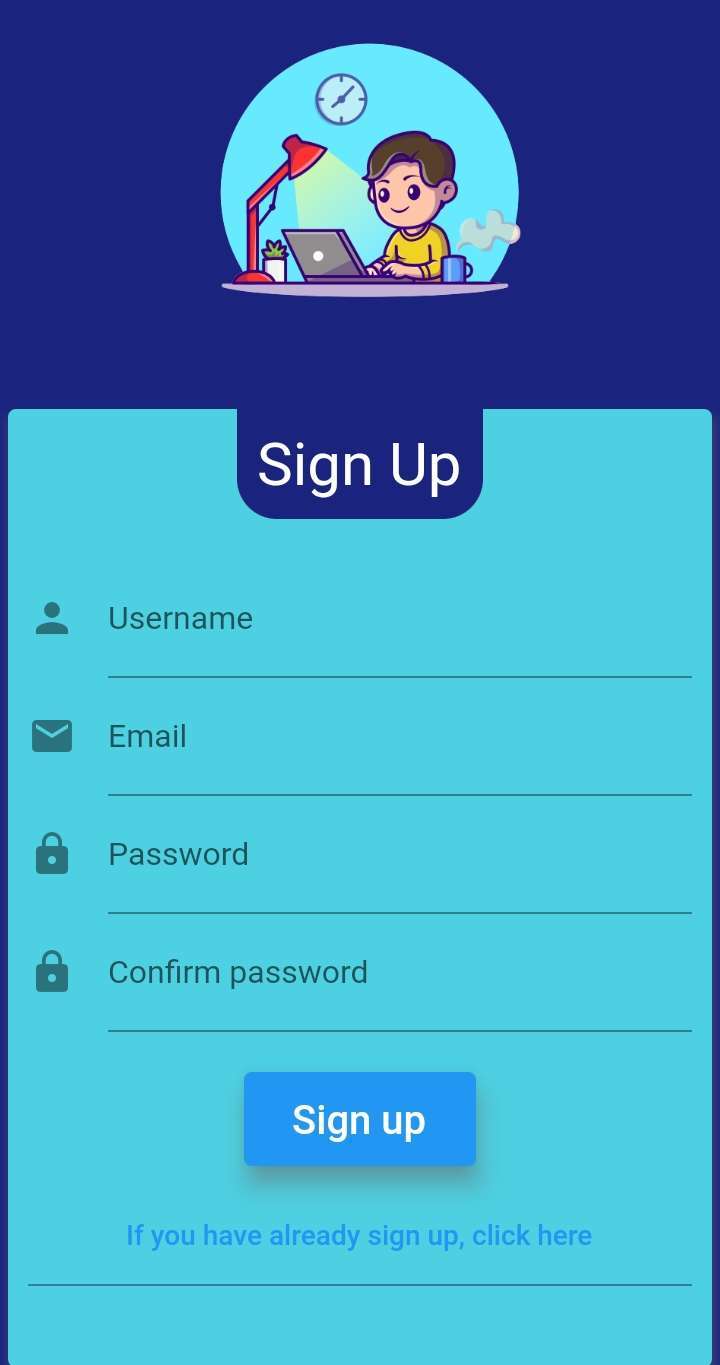 Sign Up
Username
Email
Password
Confirm password
Sign up
If you have already sign up, click here